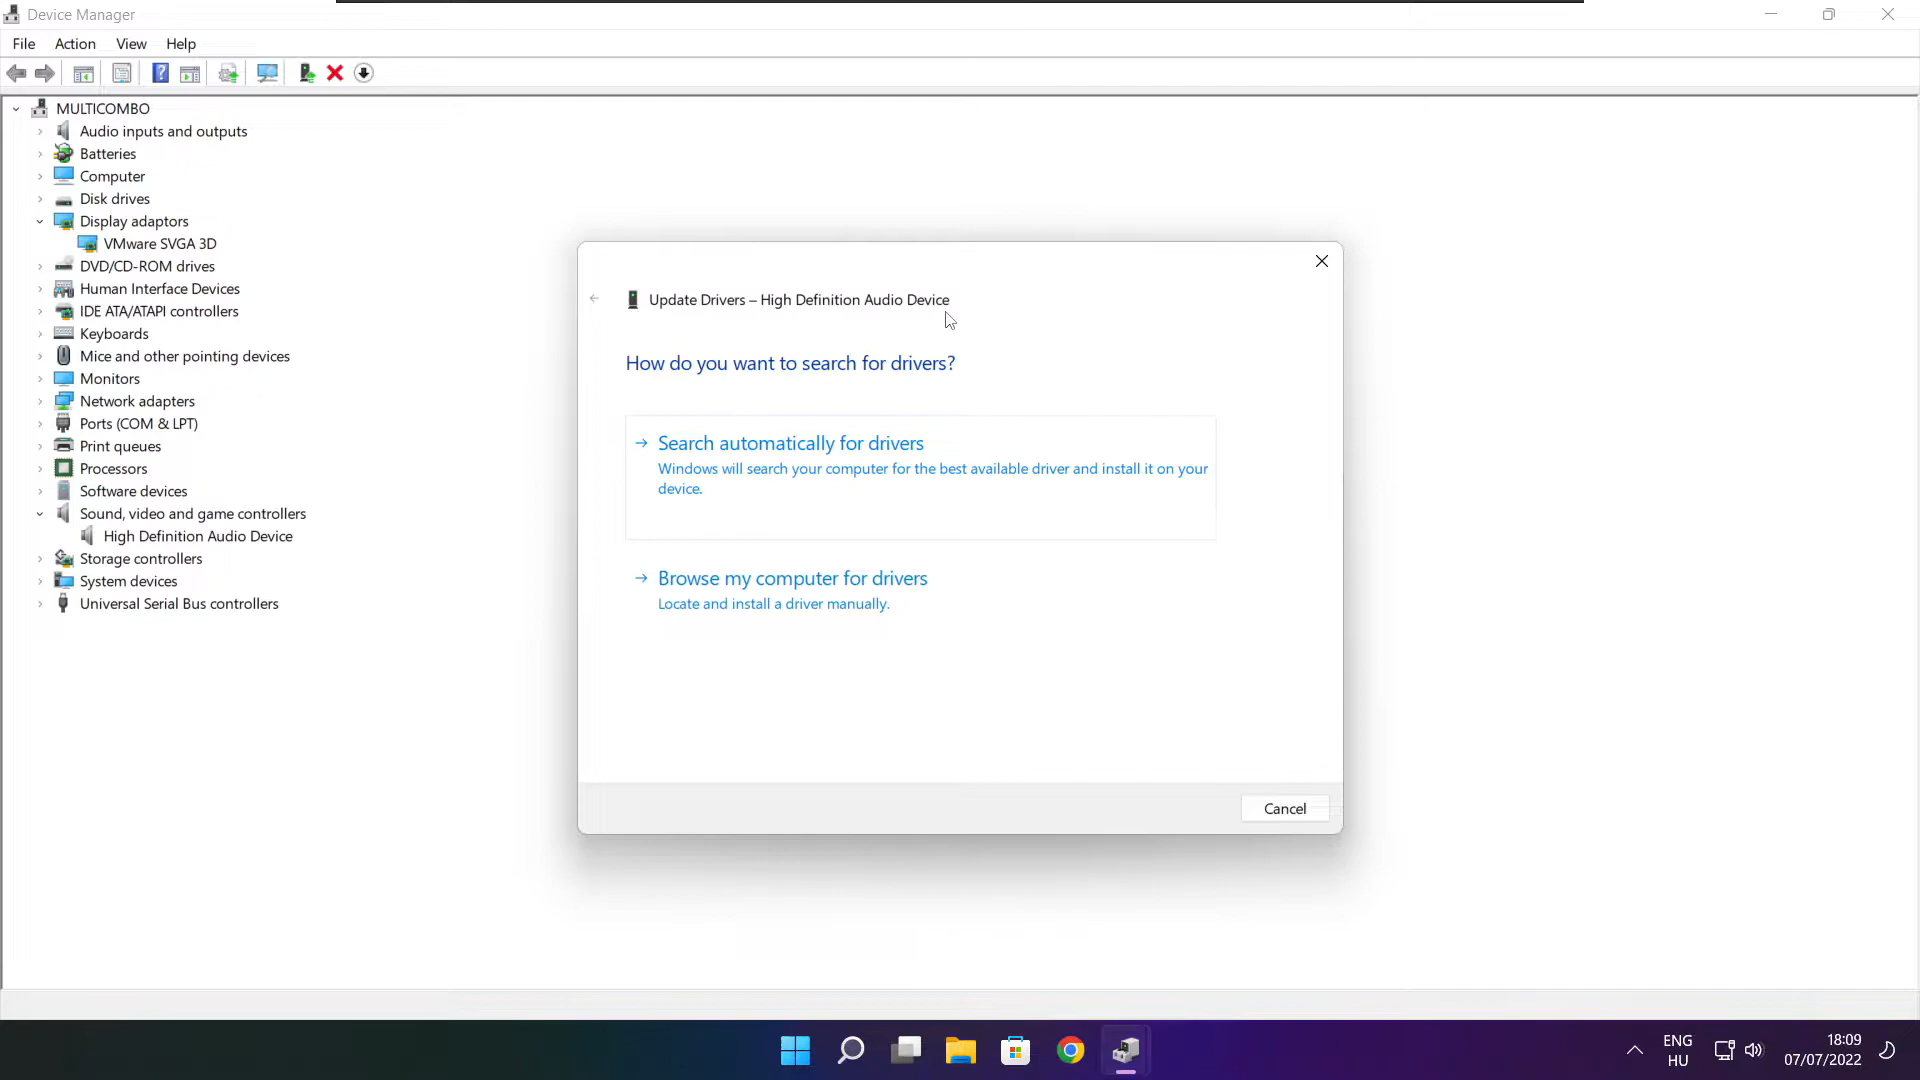 Device Manager
File Action View Help
MULTICOMBO
Audio inputs and outputs
Batteries
Computer
Disk drives
Display adaptors
VMware SVGA 3D
DVD/CD-ROM drives
Human Interface Devices
IDE ATA/ATAPI controllers
Keyboards
Mice and other pointing devices
Monitors
Network adapters
Ports (COM & LPT)
Print queues
Processors
Software devices
Sound, video and game controllers
High Definition Audio Device
Storage controllers
System devices
Universal Serial Bus controllers
Update Drivers – High Definition Audio Device
How do you want to search for drivers?
Search automatically for drivers
Windows will search your computer for the best available driver and install it on your
device.
Browse my computer for drivers
Locate and install a driver manually.
Cancel
ENG
HU
18:09
07/07/2022